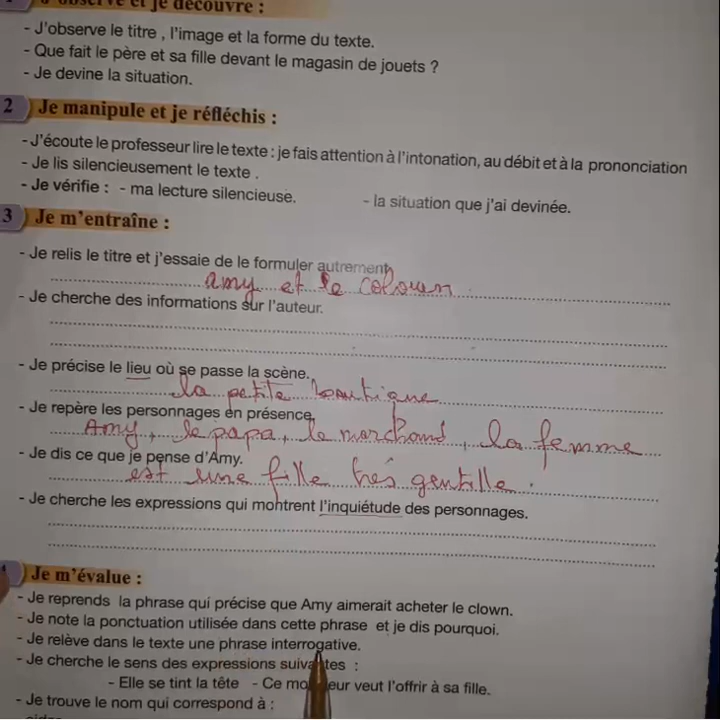 et je découvre :
- J'observe le titre , l'image et la forme du texte.
- Que fait le père et sa fille devant le magasin de jouets ?
- Je devine la situation.
2 Je manipule et je réfléchis :
- J'écoute le professeur lire le texte : je fais attention à l'intonation, au débit et à la prononciation
- Je lis silencieusement le texte .
- Je vérifie : - ma lecture silencieuse. - la situation que j'ai devinée.
3 Je m'entraîne :
- Je relis le titre et j'essaie de le formuler autrement
Amy et le colown
- Je cherche des informations sur l'auteur.
- Je précise le lieu où se passe la scène.
la petite boutique
- Je repère les personnages en présence.
Amy, le papa, le marchand, la femme
- Je dis ce que je pense d'Amy.
est une fille très gentille .
- Je cherche les expressions qui montrent l'inquiétude des personnages.
Je m'évalue :
- Je reprends la phrase qui précise que Amy aimerait acheter le clown.
- Je note la ponctuation utilisée dans cette phrase et je dis pourquoi.
- Je relève dans le texte une phrase interrogative.
- Je cherche le sens des expressions suivantes :
- Elle se tint la tête - Ce veut l'offrir à sa fille.
- Je trouve le nom qui correspond à :